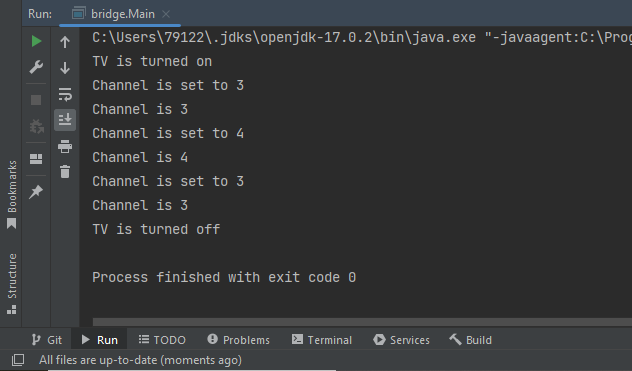 Run: bridge.Main
C:\Users\79122\.jdks\openjdk-17.0.2\bin\java.exe "-javaagent:C:\Prog
TV is turned on
Channel is set to 3
Channel is 3
Channel is set to 4
Channel is 4
Channel is set to 3
Channel is 3
TV is turned off
Process finished with exit code 0
Bookmarks
Structure
Git Run TODO Problems Terminal Services Build
All files are up-to-date (moments ago)